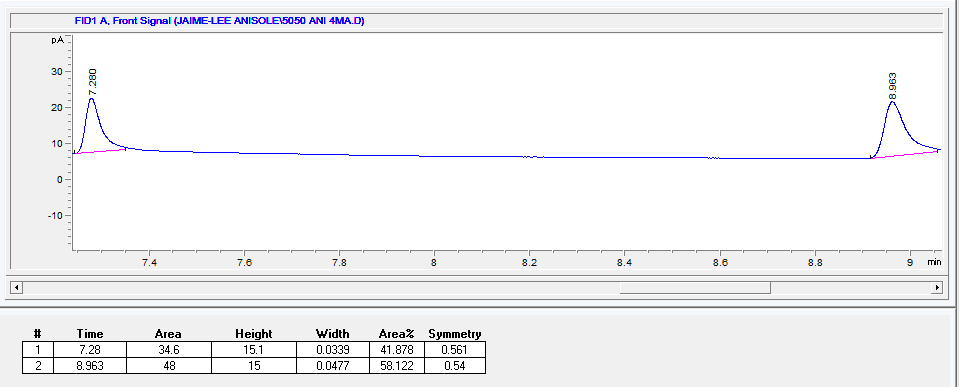 FID1 A, Front Signal (JAIME-LEE ANISOLE\5050 ANI 4MA.D)
pA
30
20
10
0
-10
7.280
8.963
7.4 7.6 7.8 8 8.2 8.4 8.6 8.8 9 min
# Time Area Height Width Area% Symmetry
1 7.28 34.6 15.1 0.0339 41.878 0.561
2 8.963 48 15 0.0477 58.122 0.54